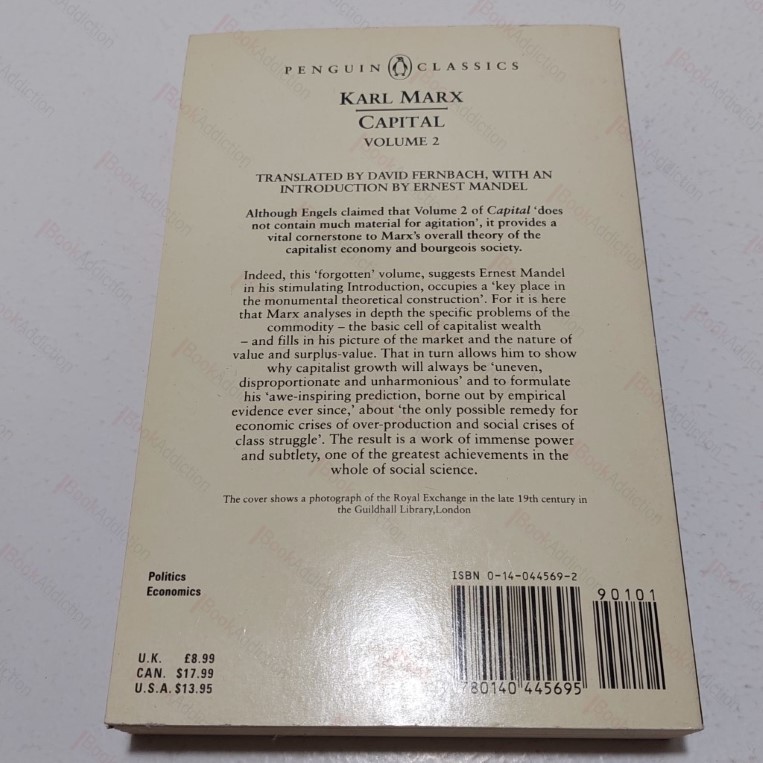 PENGUIN CLASSICS
KARL MARX
CAPITAL
VOLUME 2
TRANSLATED BY DAVID FERNBACH, WITH AN
INTRODUCTION BY ERNEST MANDEL
Although Engels claimed that Volume 2 of Capital ‘does
not contain much material for agitation’, it provides a
vital cornerstone to Marx’s overall theory of the
capitalist economy and bourgeois society.
Indeed, this ‘forgotten’ volume, suggests Ernest Mandel
in his stimulating Introduction, occupies a ‘key place in
the monumental theoretical construction’. For it is here
that Marx analyses in depth the specific problems of the
commodity – the basic cell of capitalist wealth
– and fills in his picture of the market and the nature of
value and surplus-value. That in turn allows him to show
why capitalist growth will always be ‘uneven,
disproportionate and unharmonious’ and to formulate
his ‘awe-inspiring prediction, borne out by empirical
evidence ever since,’ about ‘the only possible remedy for
economic crises of over-production and social crises of
class struggle’. The result is a work of immense power
and subtlety, one of the greatest achievements in the
whole of social science.
The cover shows a photograph of the Royal Exchange in the late 19th century in
the Guildhall Library,London
Politics
Economics
U.K. £8.99
CAN. $17.99
U.S.A. $13.95
ISBN 0-14-044569-2
90101
780140 445695
BookAddiction